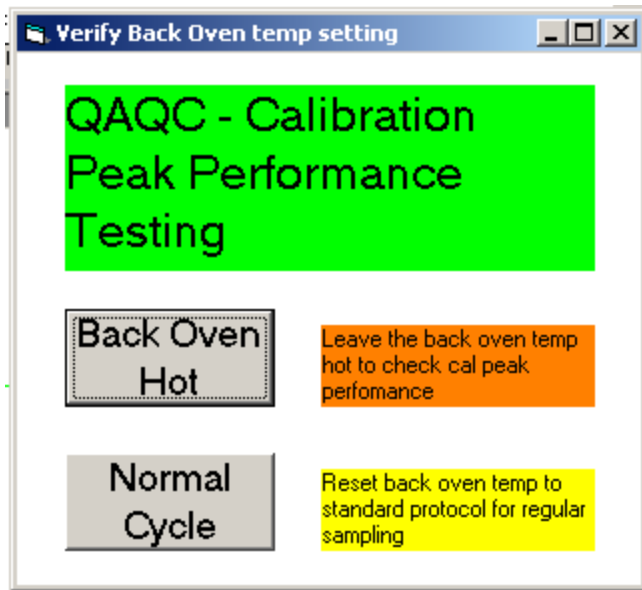 Verify Back Oven temp setting
QAQC - Calibration
Peak Performance
Testing
Back Oven
Hot
Leave the back oven temp
hot to check cal peak
perfomance
Normal
Cycle
Reset back oven temp to
standard protocol for regular
sampling